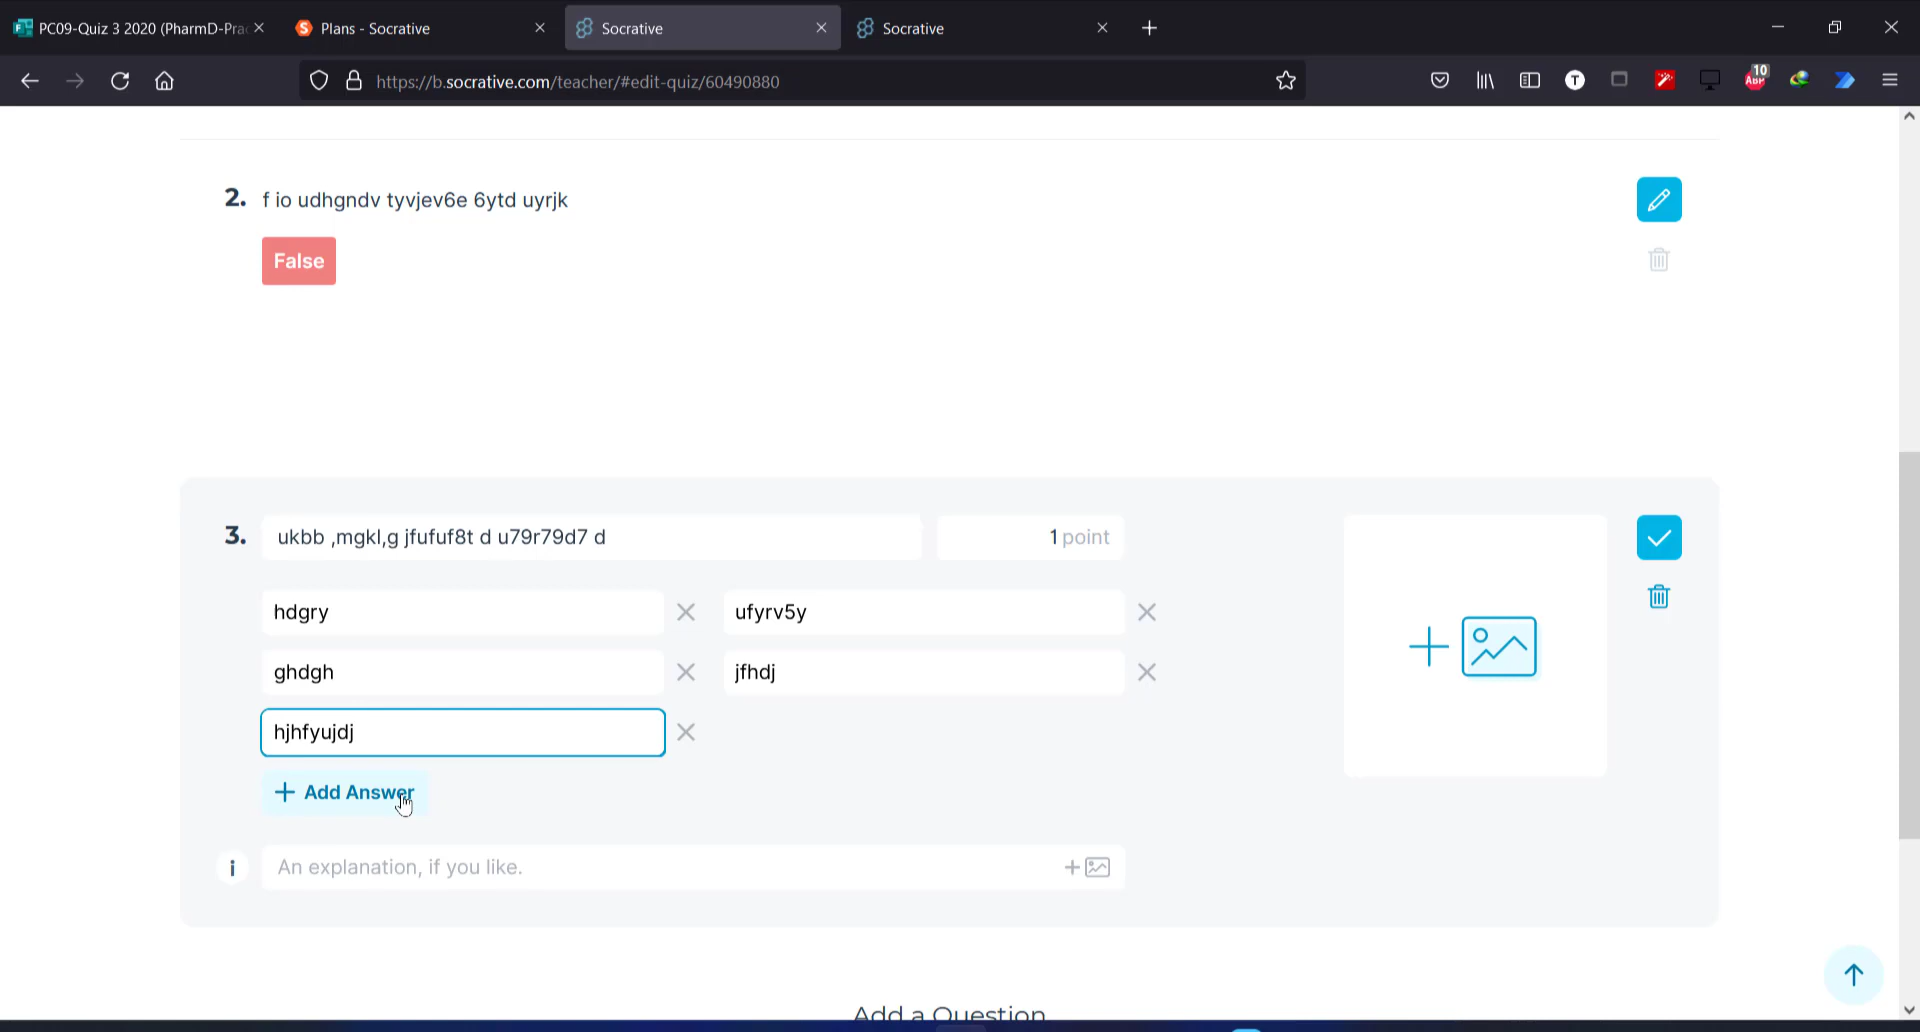 PC09-Quiz 3 2020 (PharmD-Prac
Plans - Socrative
Socrative
Socrative
https://b.socrative.com/teacher/#edit-quiz/60490880
T
10
ABP
2. f io udhgndv tyvjev6e 6ytd uyrjk
False
3. ukbb ,mgkl,g jfufuf8t d u79r79d7 d
1 point
hdgry
ufyrv5y
ghdgh
jfhdj
hjhfyujdj
+ Add Answer
i
An explanation, if you like.
Add a Question